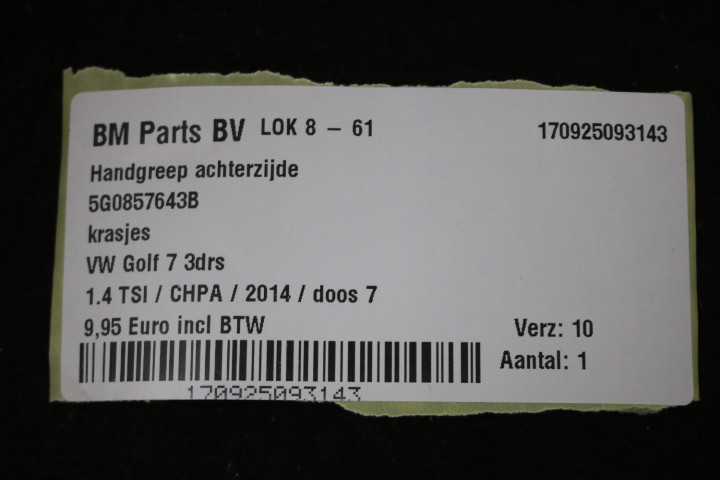 BM Parts BV LOK 8 – 61 170925093143
Handgreep achterzijde
5G0857643B
krasjes
VW Golf 7 3drs
1.4 TSI / CHPA / 2014 / doos 7
9,95 Euro incl BTW Verz: 10
Aantal: 1
170925093143